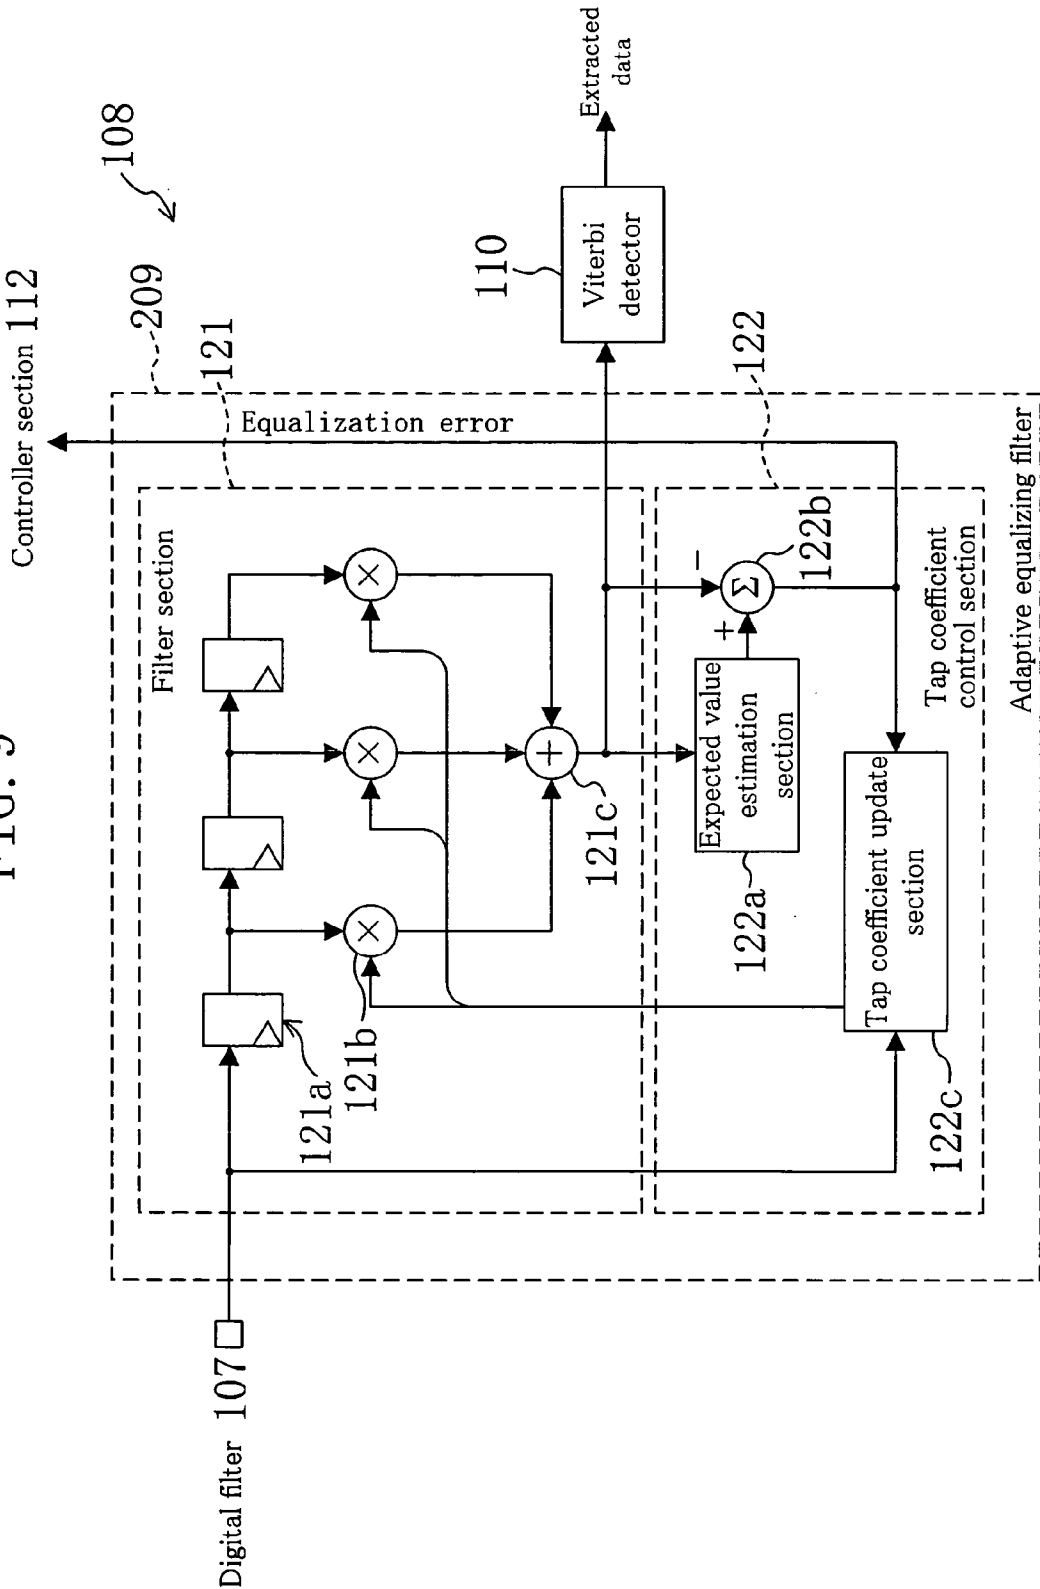 FIG.
Controller section 112
108
209
121
Filter section
Equalization error
Extracted
data
110
Viterbi
detector
Digital filter 107
121a
121b
121c
×
×
×
+
122
−
+
Σ
122b
Expected value
estimation
section
122a
Tap coefficient update
section
122c
Tap coefficient
control section
Adaptive equalizing filter